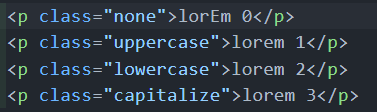 <p class="none">lorEm 0</p>
<p class="uppercase">lorem 1</p>
<p class="lowercase">lorem 2</p>
<p class="capitalize">lorem 3</p>